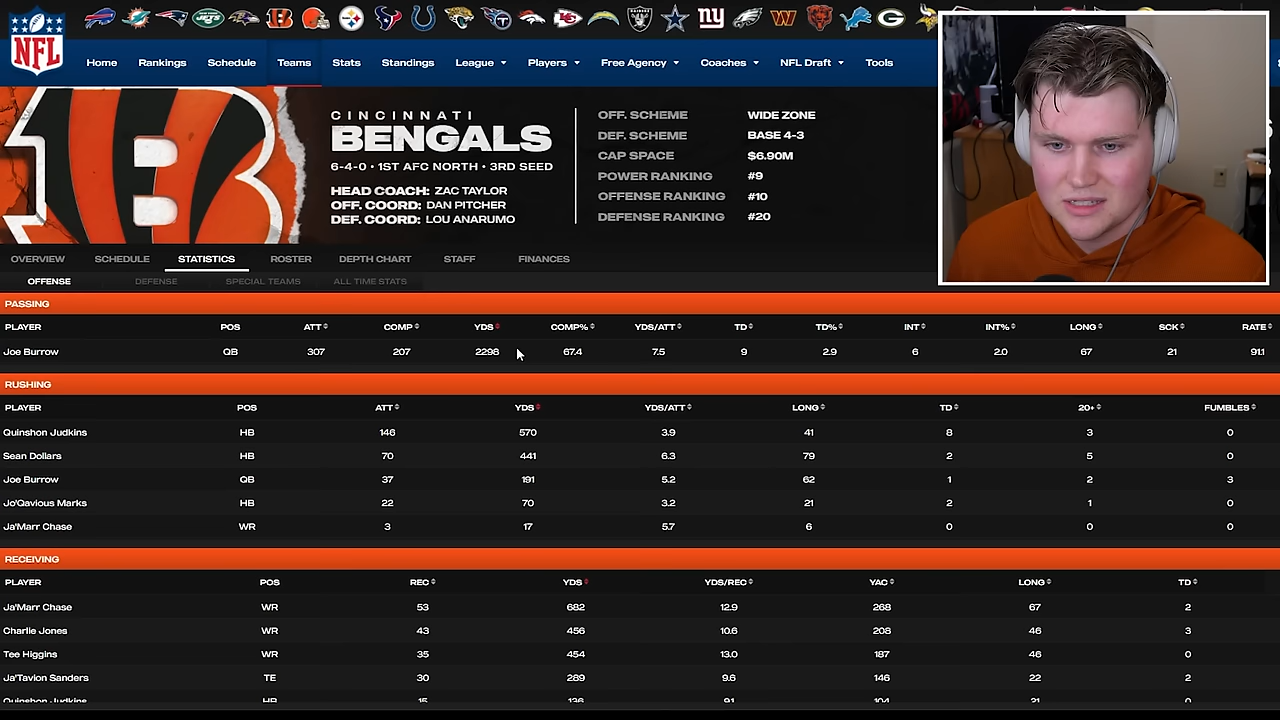 NFL
Home Rankings Schedule Teams Stats Standings League Players Free Agency Coaches NFL Draft Tools
CINCINNATI
BENGALS
6-4-0 • 1ST AFC NORTH • 3RD SEED
HEAD COACH: ZAC TAYLOR
OFF. COORD: DAN PITCHER
DEF. COORD: LOU ANARUMO
OFF. SCHEME WIDE ZONE
DEF. SCHEME BASE 4-3
CAP SPACE $6.90M
POWER RANKING #9
OFFENSE RANKING #10
DEFENSE RANKING #20
OVERVIEW SCHEDULE STATISTICS ROSTER DEPTH CHART STAFF FINANCES
OFFENSE DEFENSE SPECIAL TEAMS ALL TIME STATS
PASSING
PLAYER POS ATT COMP YDS COMP% YDS/ATT TD TD% INT INT% LONG SCK RATE
Joe Burrow QB 307 207 2298 67.4 7.5 9 2.9 6 2.0 67 21 91.1
RUSHING
PLAYER POS ATT YDS YDS/ATT LONG TD 20+ FUMBLES
Quinshon Judkins HB 146 570 3.9 41 8 3 0
Sean Dollars HB 70 441 6.3 79 2 5 0
Joe Burrow QB 37 191 5.2 62 1 2 3
Jo'Qavious Marks HB 22 70 3.2 21 2 1 0
Ja'Marr Chase WR 3 17 5.7 6 0 0 0
RECEIVING
PLAYER POS REC YDS YDS/REC YAC LONG TD
Ja'Marr Chase WR 53 682 12.9 268 67 2
Charlie Jones WR 43 456 10.6 208 46 3
Tee Higgins WR 35 454 13.0 187 46 0
Ja'Tavion Sanders TE 30 289 9.6 146 22 2
Quinshon Judkins HB 15 136 9.1 104 21 0